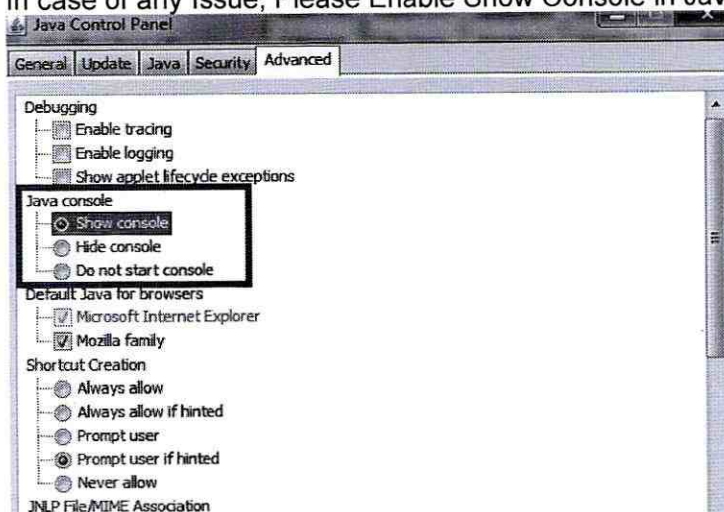 In case of any issue, Please Enable Show Console in
Java Control Panel
General Update Java Security Advanced
Debugging
Enable tracing
Enable logging
Show applet lifecycle exceptions
Java console
Show console
Hide console
Do not start console
Default Java for browsers
Microsoft Internet Explorer
Mozilla family
Shortcut Creation
Always allow
Always allow if hinted
Prompt user
Prompt user if hinted
Never allow
JNLP File/MIME Association